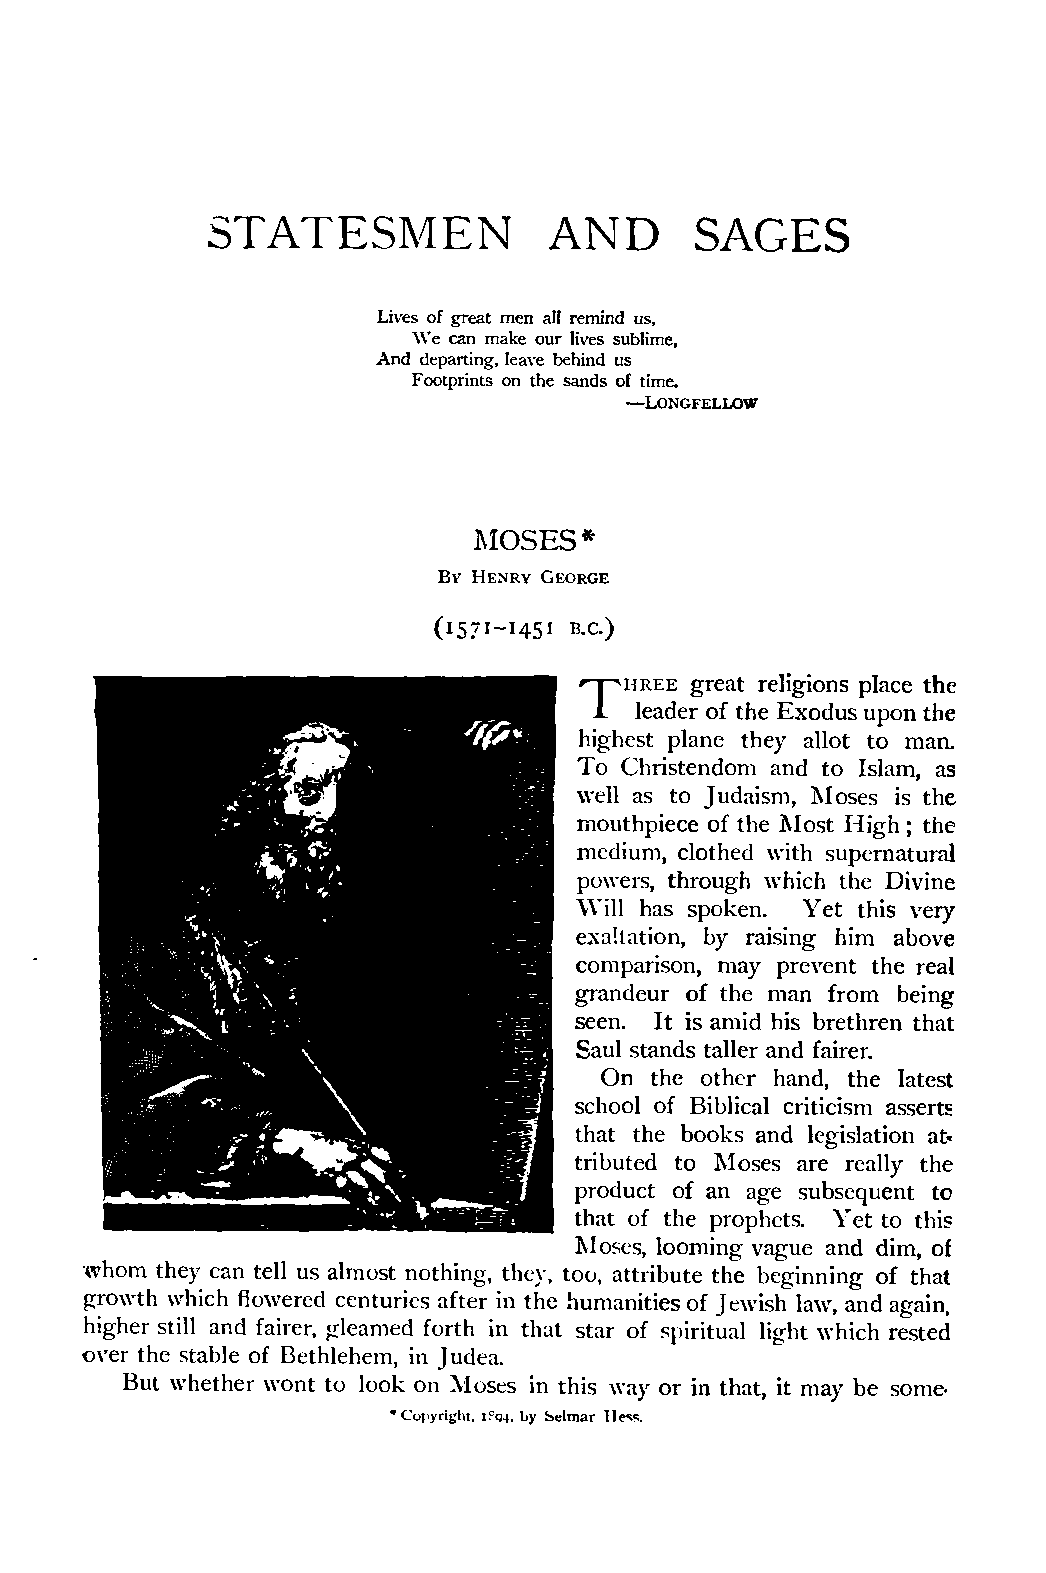 STATESMEN AND SAGES
Lives of great men all remind us,
We can make our lives sublime,
And departing, leave behind us
Footprints on the sands of time.
—LONGFELLOW
MOSES*
BY HENRY GEORGE
(1571–1451 B.C.)
THREE great religions place the
leader of the Exodus upon the
highest plane they allot to man.
To Christendom and to Islam, as
well as to Judaism, Moses is the
mouthpiece of the Most High; the
medium, clothed with supernatural
powers, through which the Divine
Will has spoken. Yet this very
exaltation, by raising him above
comparison, may prevent the real
grandeur of the man from being
seen. It is amid his brethren that
Saul stands taller and fairer.
On the other hand, the latest
school of Biblical criticism asserts
that the books and legislation at-
tributed to Moses are really the
product of an age subsequent to
that of the prophets. Yet to this
Moses, looming vague and dim, of
whom they can tell us almost nothing, they, too, attribute the beginning of that
growth which flowered centuries after in the humanities of Jewish law, and again,
higher still and fairer, gleamed forth in that star of spiritual light which rested
over the stable of Bethlehem, in Judea.
But whether wont to look on Moses in this way or in that, it may be some-
* Copyright, 1894, by Selmar Hess.